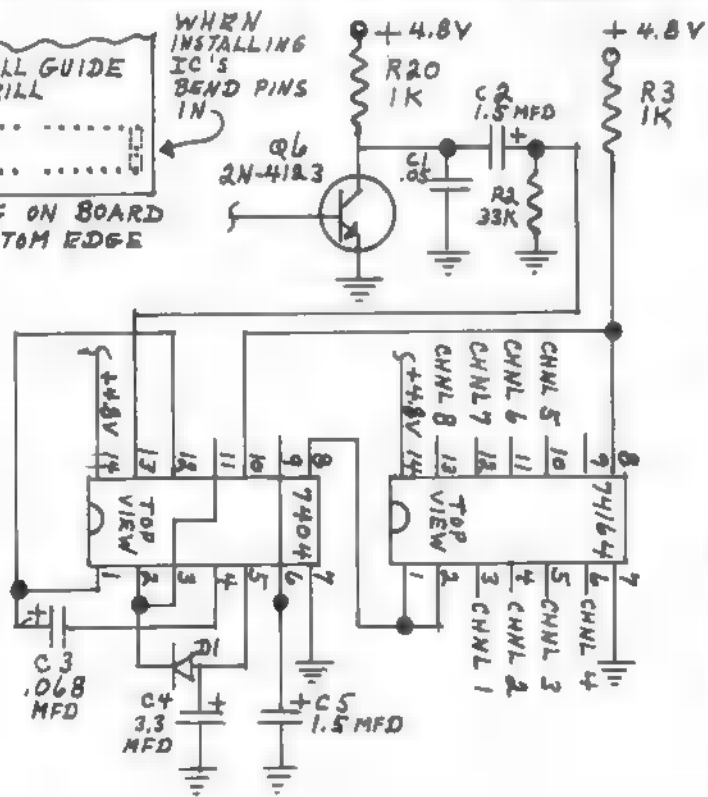 WHEN
INSTALLING
IC'S
BEND PINS
IN
LL GUIDE
RILL
ON BOARD
TOM EDGE
+ 4.8V
R20
1K
Q6
2N-4123
C1
.05
C2
1.5 MFD
+
R2
33K
+ 4.8V
R3
1K
+4.8V
14
13
12
11
10
9
8
TOP
VIEW
7404
1
2
3
4
5
6
7
+4.8V
CHNL 8
CHNL 7
CHNL 6
CHNL 5
14
13
12
11
10
9
8
TOP
VIEW
74164
1
2
3
4
5
6
7
CHNL 1
CHNL 2
CHNL 3
CHNL 4
+
C3
.068
MFD
D1
C4
3.3
MFD
+
+
C5
1.5 MFD